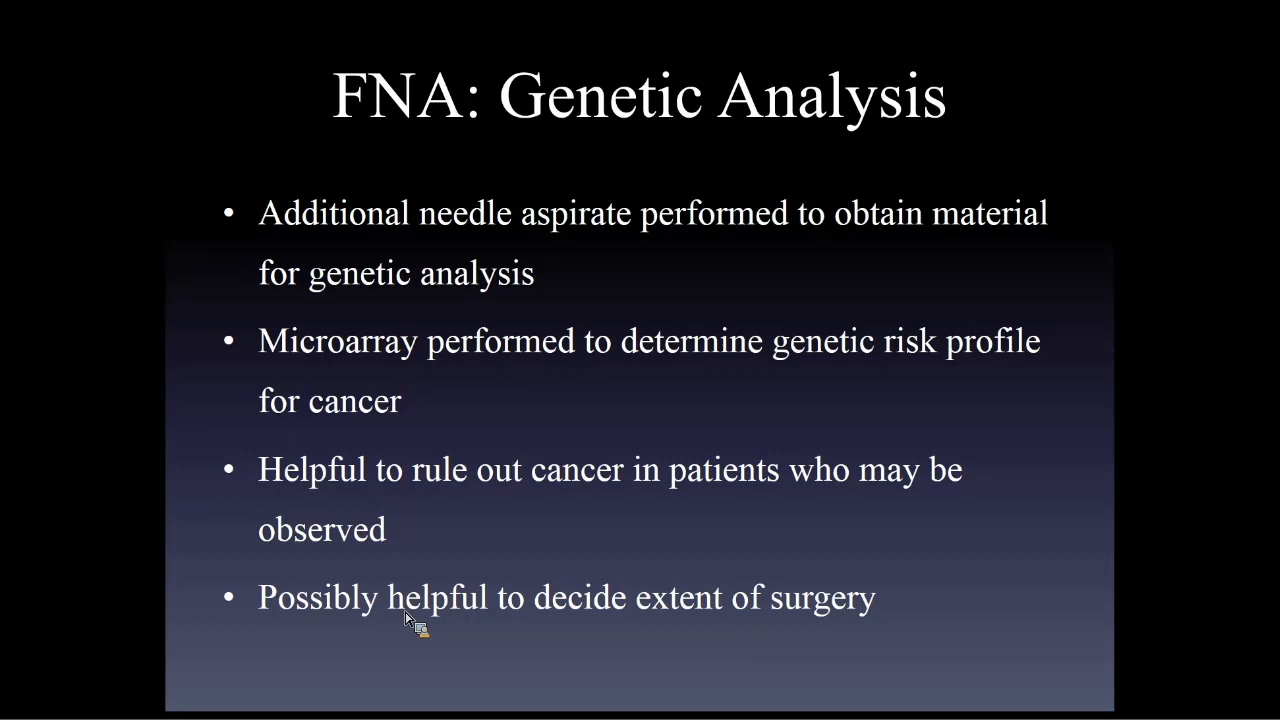 FNA: Genetic Analysis
• Additional needle aspirate performed to obtain material
for genetic analysis
• Microarray performed to determine genetic risk profile
for cancer
• Helpful to rule out cancer in patients who may be
observed
• Possibly helpful to decide extent of surgery